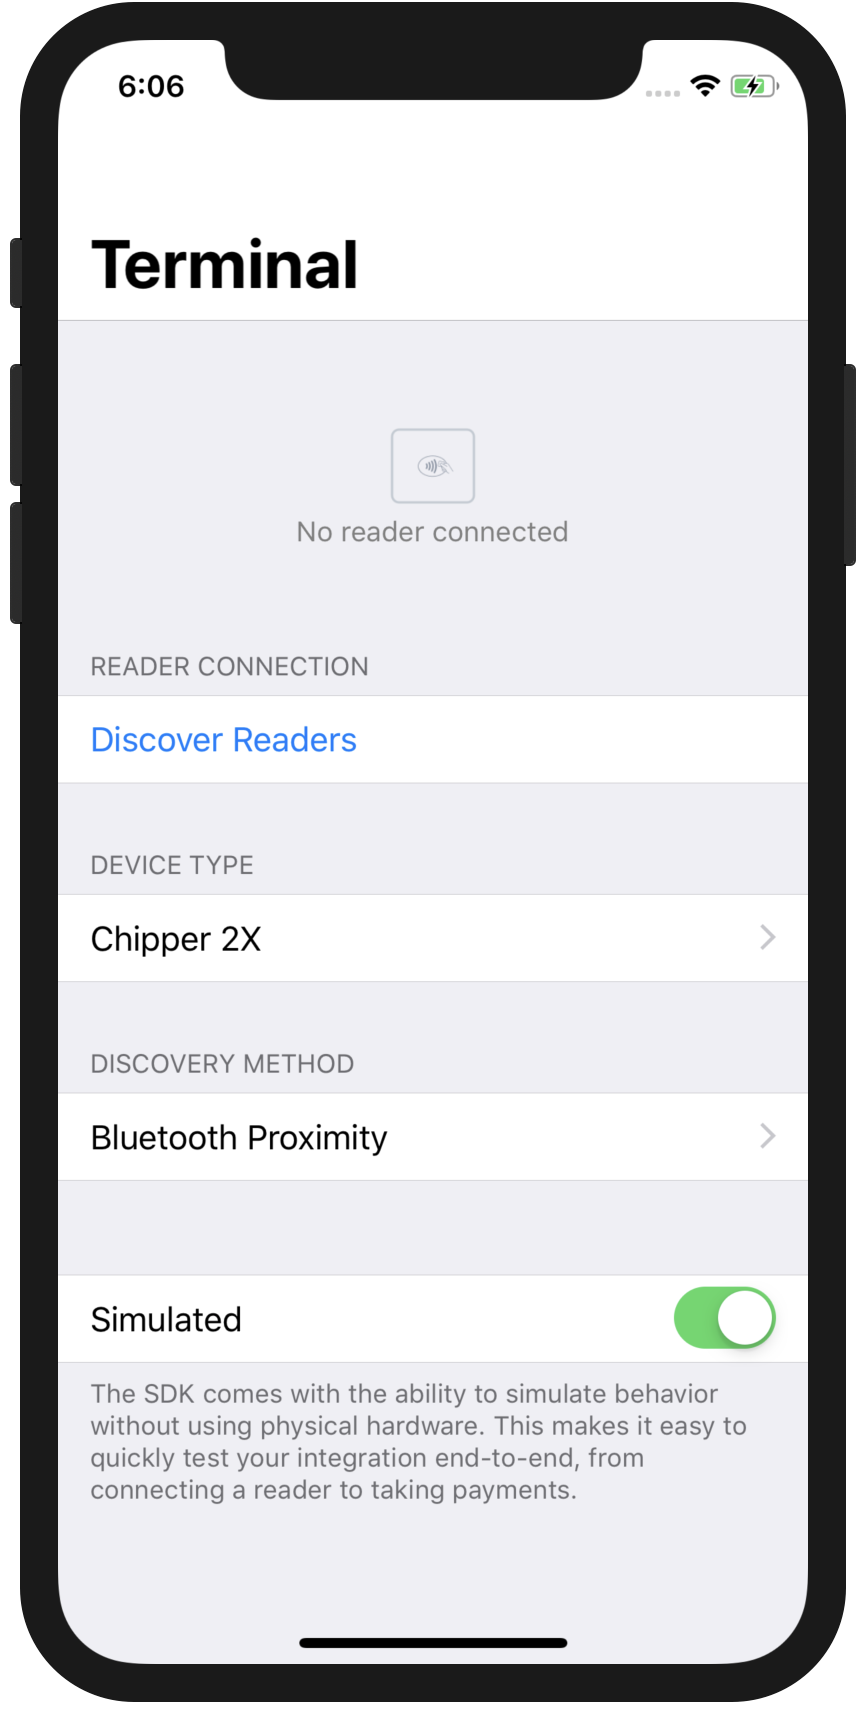 6:06
Terminal
No reader connected
READER CONNECTION
Discover Readers
DEVICE TYPE
Chipper 2X
DISCOVERY METHOD
Bluetooth Proximity
Simulated
The SDK comes with the ability to simulate behavior
without using physical hardware. This makes it easy to
quickly test your integration end-to-end, from
connecting a reader to taking payments.